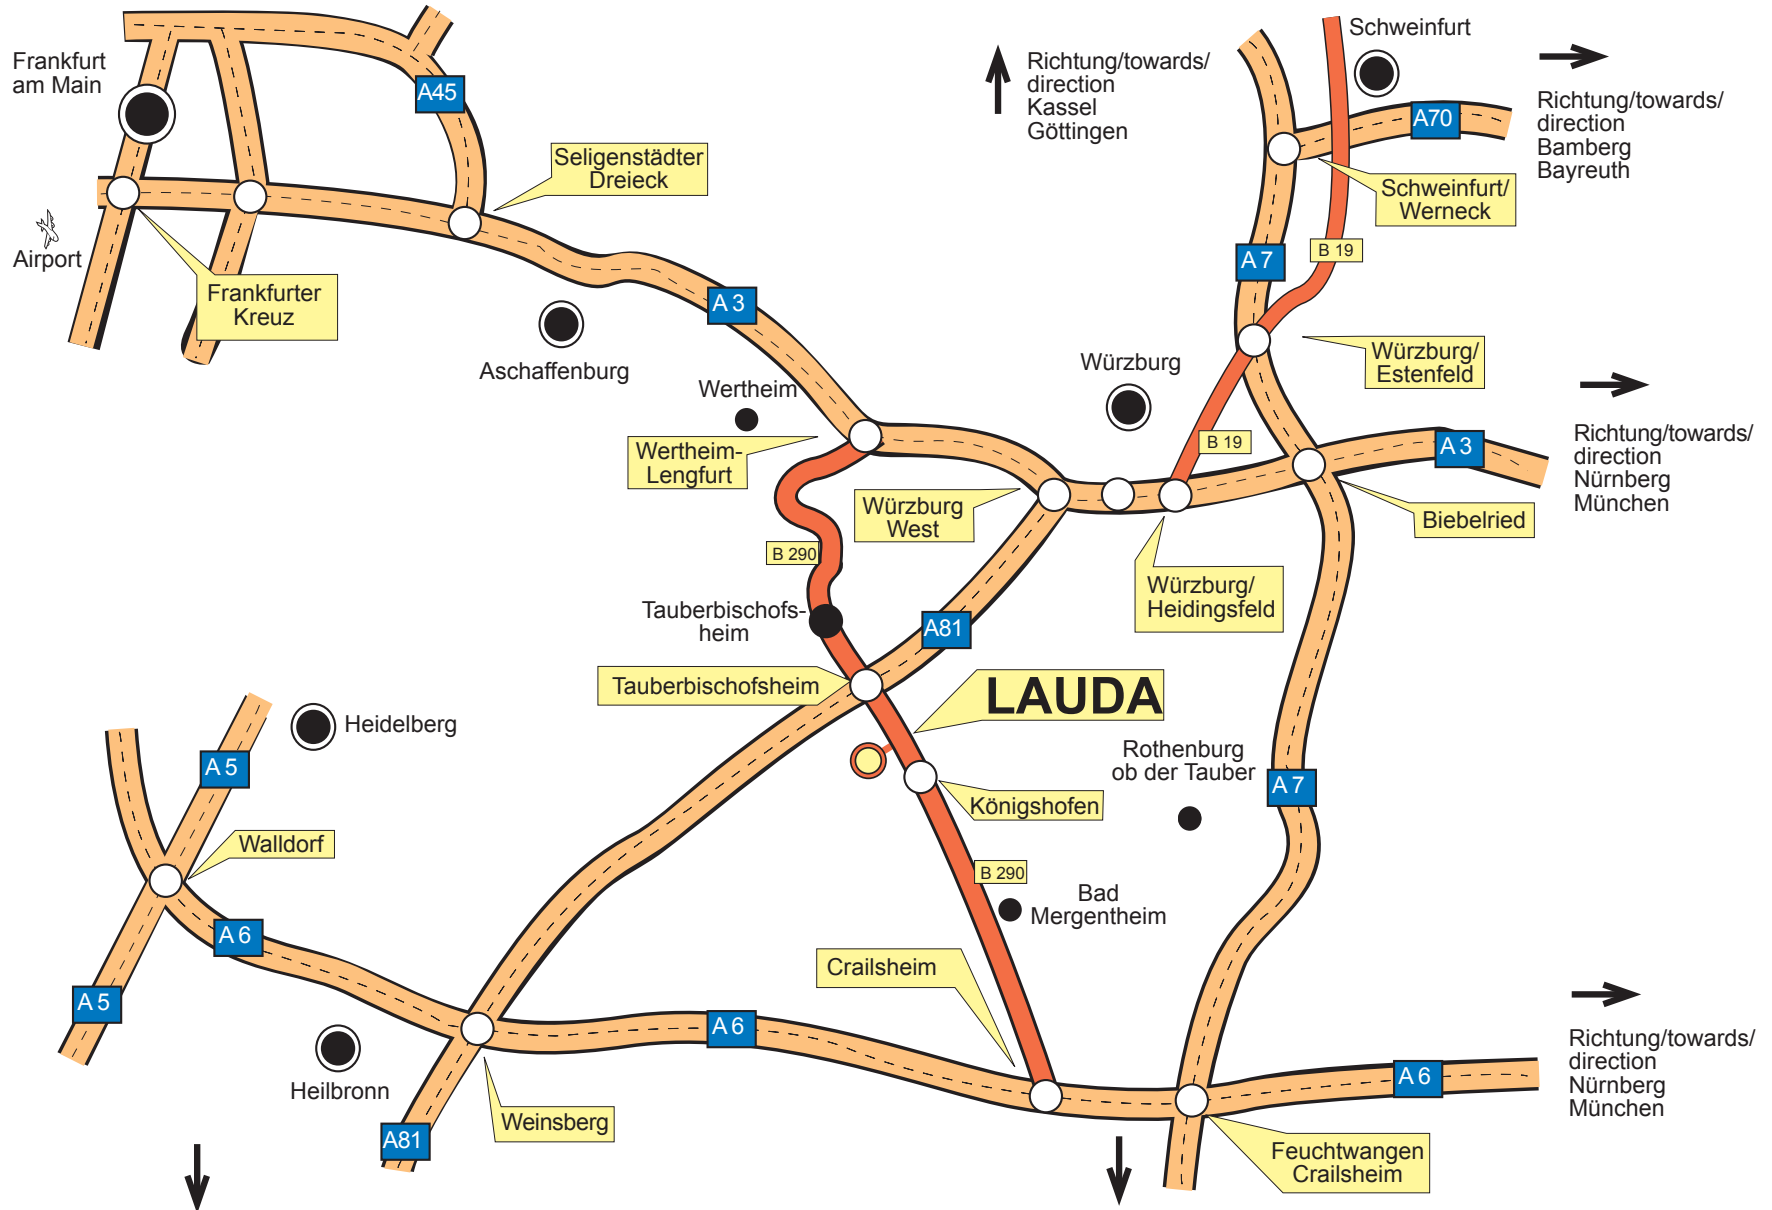 Frankfurt
am Main
A45
Seligenstädter
Dreieck
Airport
Frankfurter
Kreuz
A 3
Aschaffenburg
Wertheim
Wertheim-
Lengfurt
Richtung/towards/
direction
Kassel
Göttingen
Schweinfurt
A70
Richtung/towards/
direction
Bamberg
Bayreuth
Schweinfurt/
Werneck
B 19
A 7
Würzburg
Würzburg/
Estenfeld
B 19
A 3
Richtung/towards/
direction
Nürnberg
München
Würzburg
West
Biebelried
Würzburg/
Heidingsfeld
B 290
Tauberbischofs-
heim
A81
Tauberbischofsheim
LAUDA
Heidelberg
A 5
Rothenburg
ob der Tauber
A 7
Königshofen
Walldorf
B 290
Bad
Mergentheim
A 6
Crailsheim
A 5
A 6
Heilbronn
Weinsberg
A81
A 6
Richtung/towards/
direction
Nürnberg
München
Feuchtwangen
Crailsheim